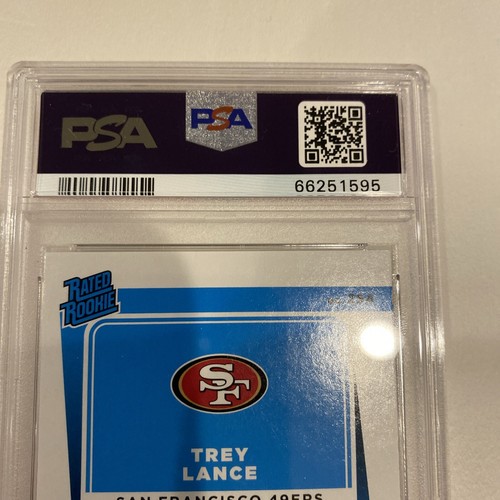 PSA
PSA
66251595
RATED
ROOKIE
SF
TREY
LANCE
SAN FRANCISCO 49ERS